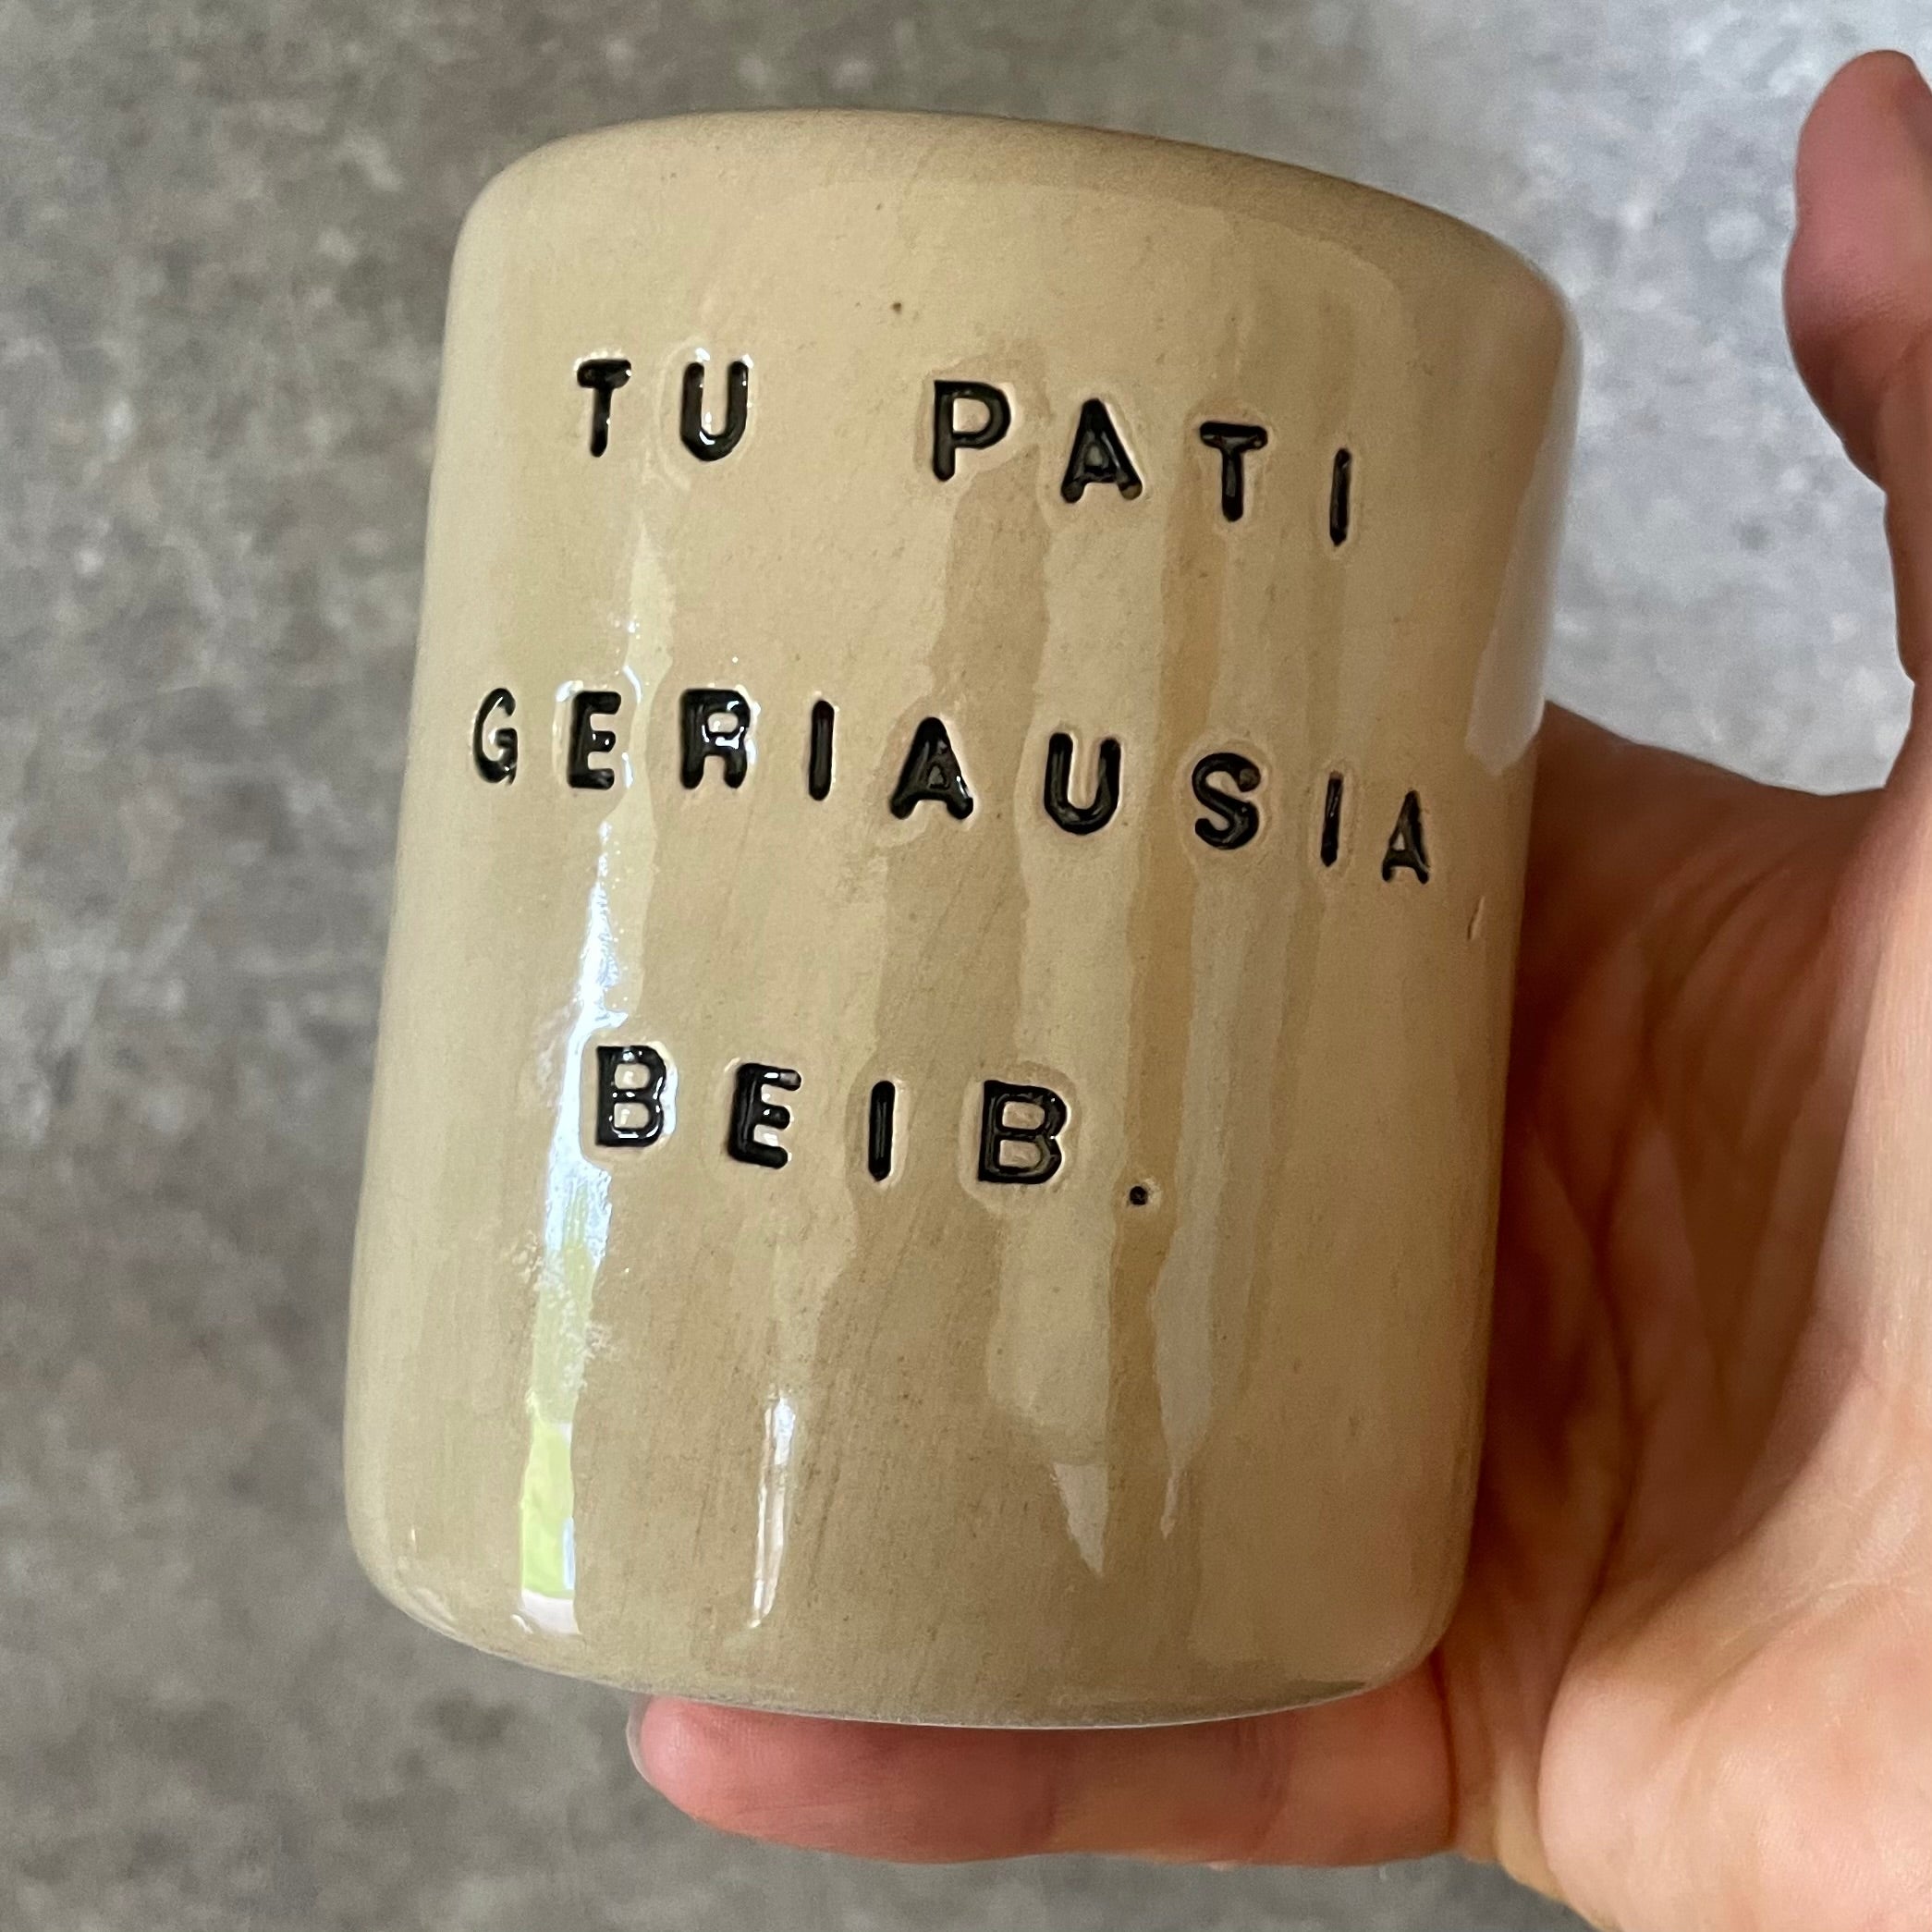 TU PATI
GERIAUSIA
BEIB.